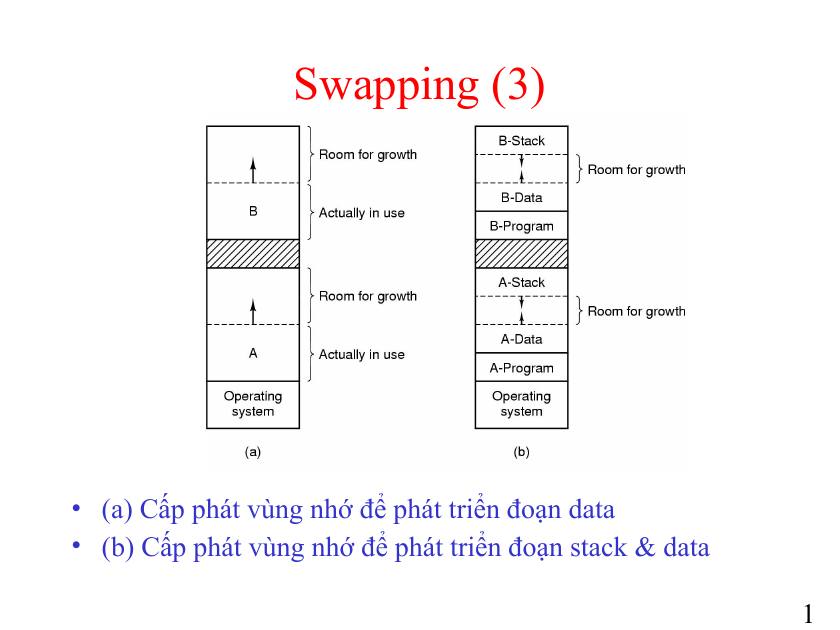 Swapping (3)
Room for growth
B
Actually in use
Room for growth
A
Actually in use
Operating
system
(a)
B-Stack
Room for growth
B-Data
B-Program
A-Stack
Room for growth
A-Data
A-Program
Operating
system
(b)
• (a) Cấp phát vùng nhớ để phát triển đoạn data
• (b) Cấp phát vùng nhớ để phát triển đoạn stack & data
1